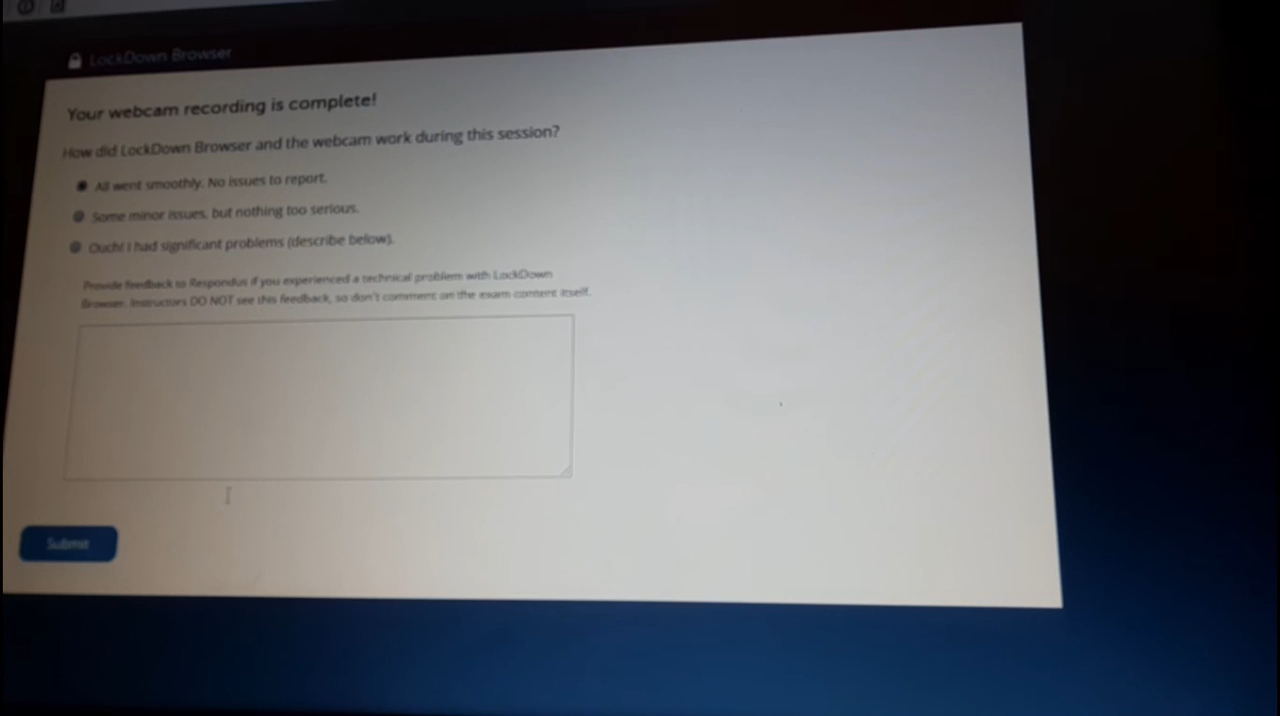 LockDown Browser
Your webcam recording is complete!
How did LockDown Browser and the webcam work during this session?
All went smoothly. No issues to report.
Some minor issues, but nothing too serious.
Ouch! I had significant problems (describe below).
Provide feedback to Respondus if you experienced a technical problem with LockDown
Browser. Instructors DO NOT see this feedback, so don't comment on the exam content itself.
Submit